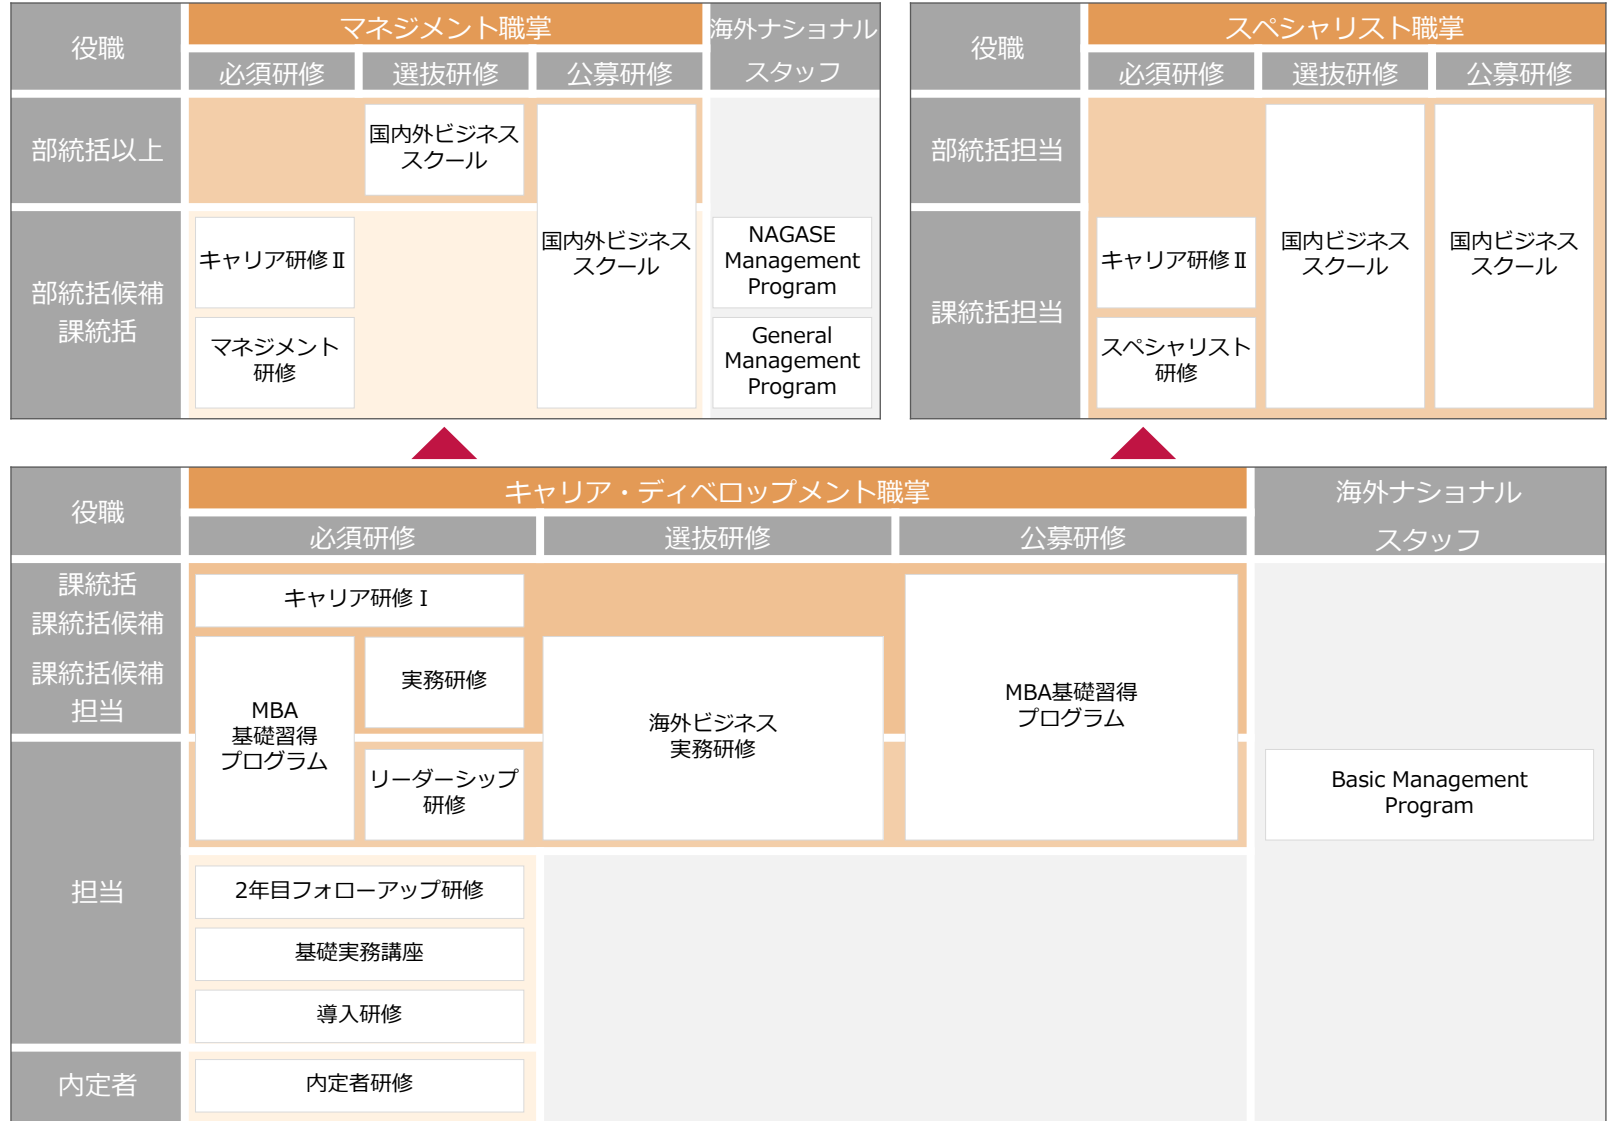 役職
マネジメント職掌
海外ナショナル
スタッフ
必須研修
選抜研修
公募研修
部統括以上
国内外ビジネス
スクール
国内外ビジネス
スクール
部統括候補
課統括
キャリア研修Ⅱ
マネジメント
研修
NAGASE
Management
Program
General
Management
Program
役職
スペシャリスト職掌
必須研修
選抜研修
公募研修
部統括担当
課統括担当
キャリア研修Ⅱ
スペシャリスト
研修
国内ビジネス
スクール
国内ビジネス
スクール
役職
キャリア・ディベロップメント職掌
海外ナショナル
スタッフ
必須研修
選抜研修
公募研修
課統括
課統括候補
課統括候補
担当
キャリア研修Ⅰ
MBA
基礎習得
プログラム
実務研修
リーダーシップ
研修
海外ビジネス
実務研修
MBA基礎習得
プログラム
Basic Management
Program
担当
2年目フォローアップ研修
基礎実務講座
導入研修
内定者
内定者研修